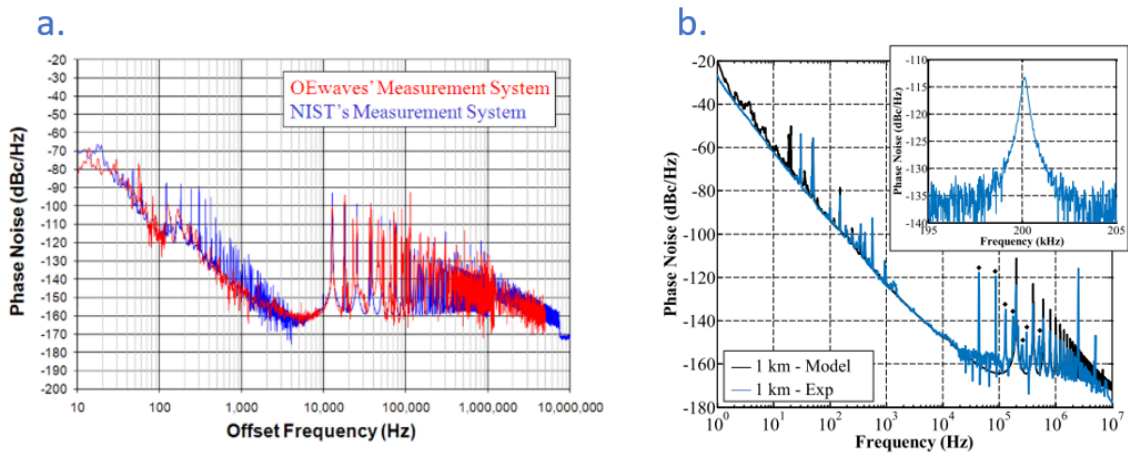 a.
-20
-30
-40
-50
-60
-70
-80
-90
-100
-110
-120
-130
-140
-150
-160
-170
-180
-190
-200
Phase Noise (dBc/Hz)
OEwaves' Measurement System
NIST's Measurement System
10 100 1,000 10,000 100,000 1,000,000 10,000,000
Offset Frequency (Hz)
b.
-20
-40
-60
-80
-100
-120
-140
-160
-180
Phase Noise (dBc/Hz)
1 km - Model
1 km - Exp
10⁰ 10¹ 10² 10³ 10⁴ 10⁵ 10⁶ 10⁷
Frequency (Hz)
-110
-115
-120
-125
-130
-135
-140
Phase Noise (dBc/Hz)
195 200 205
Frequency (kHz)